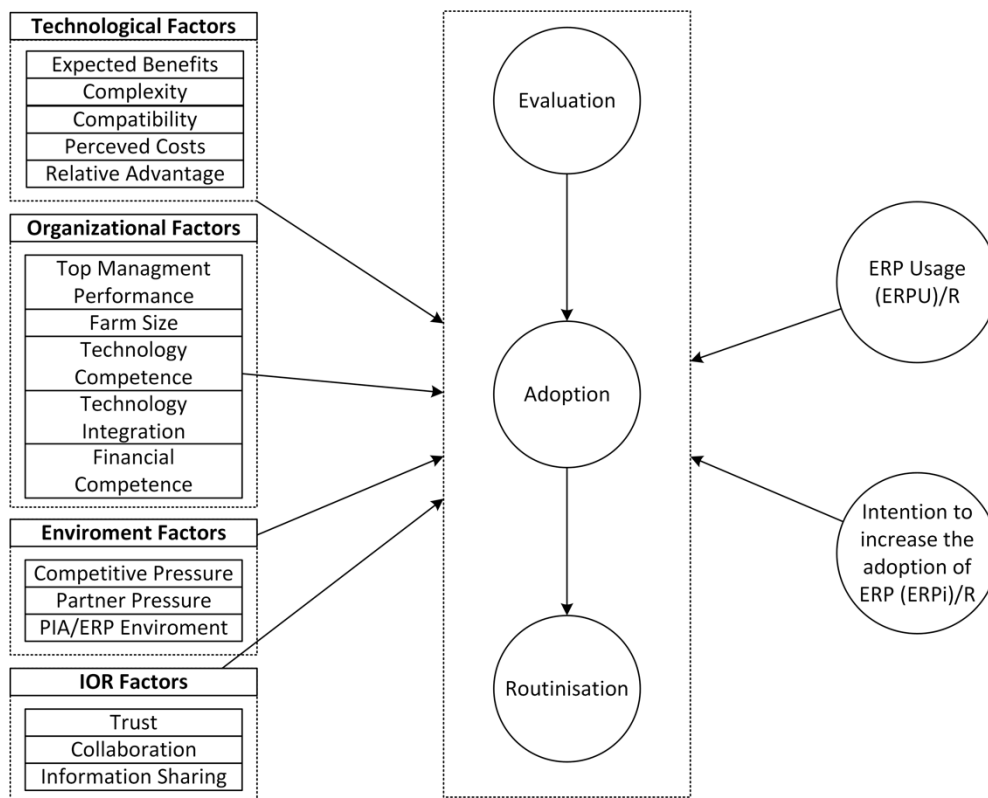 Technological Factors
Expected Benefits
Complexity
Compatibility
Perceved Costs
Relative Advantage
Organizational Factors
Top Managment
Performance
Farm Size
Technology
Competence
Technology
Integration
Financial
Competence
Enviroment Factors
Competitive Pressure
Partner Pressure
PIA/ERP Enviroment
IOR Factors
Trust
Collaboration
Information Sharing
Evaluation
Adoption
Routinisation
ERP Usage
(ERPU)/R
Intention to
increase the
adoption of
ERP (ERPi)/R